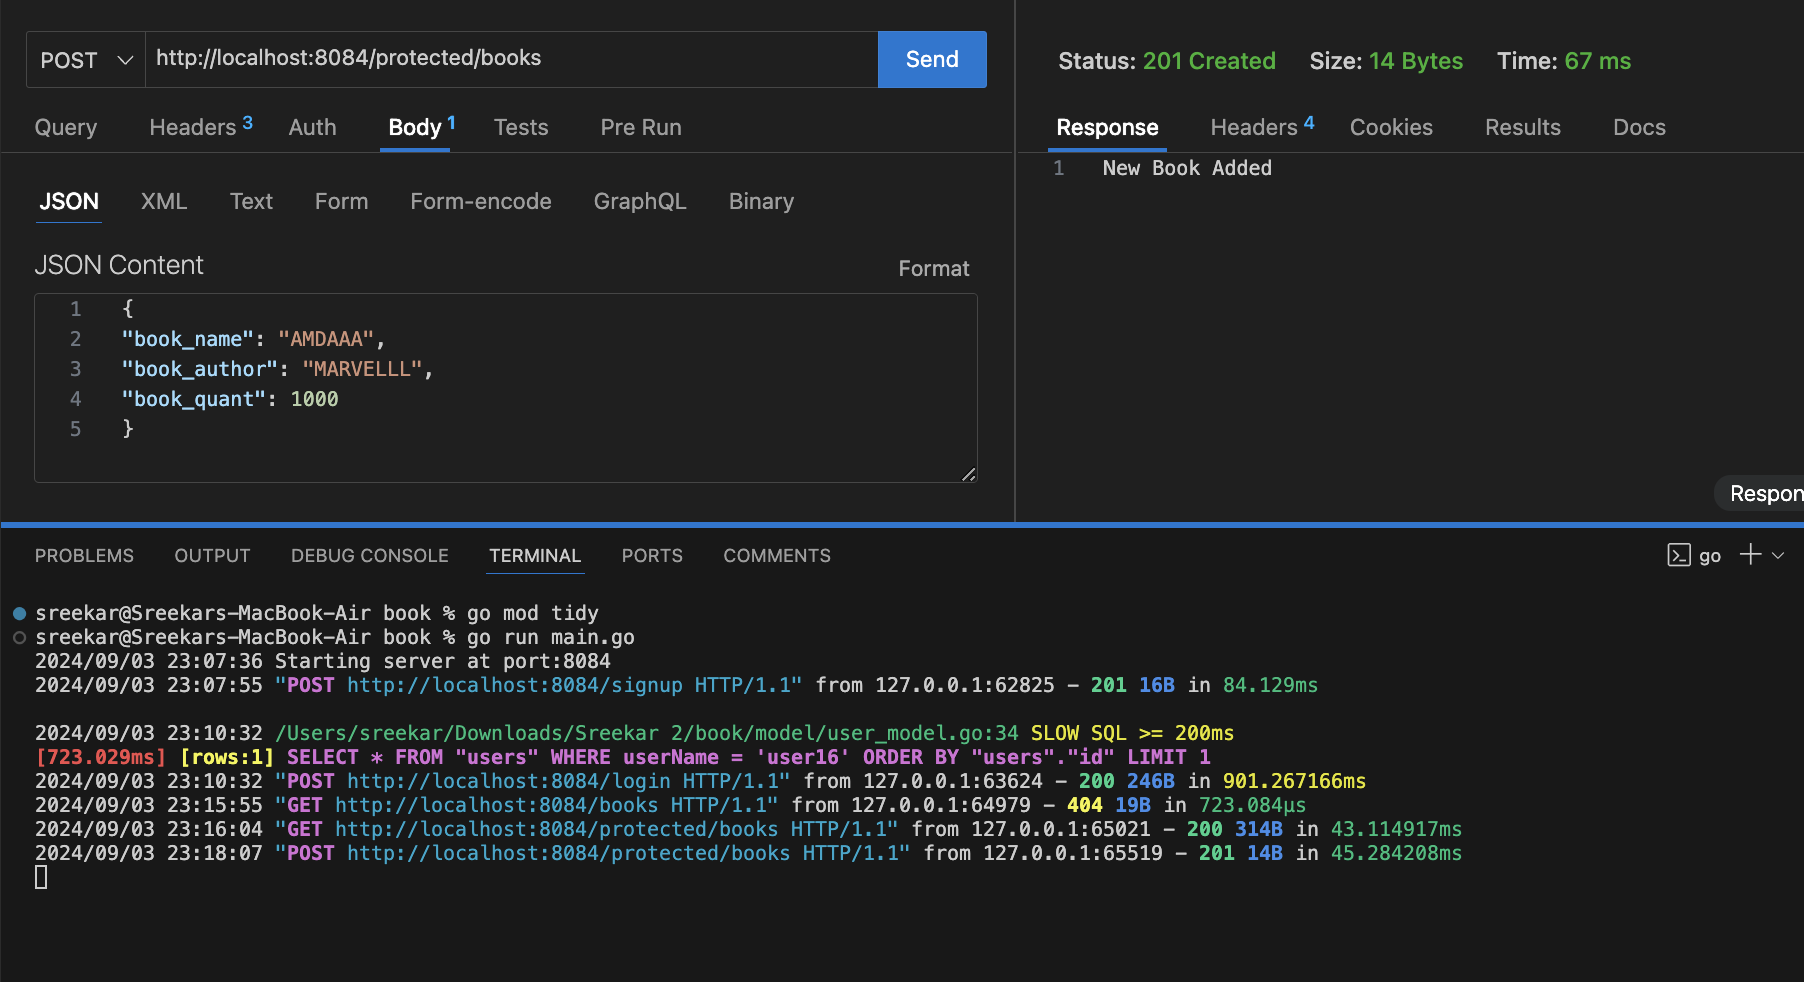 POST http://localhost:8084/protected/books Send
Query Headers 3 Auth Body 1 Tests Pre Run
JSON XML Text Form Form-encode GraphQL Binary
JSON Content Format
1 {
2 "book_name": "AMDAAA",
3 "book_author": "MARVELLL",
4 "book_quant": 1000
5 }
Status: 201 Created Size: 14 Bytes Time: 67 ms
Response Headers 4 Cookies Results Docs
1 New Book Added
Respon
PROBLEMS OUTPUT DEBUG CONSOLE TERMINAL PORTS COMMENTS go
sreekar@Sreekars-MacBook-Air book % go mod tidy
sreekar@Sreekars-MacBook-Air book % go run main.go
2024/09/03 23:07:36 Starting server at port:8084
2024/09/03 23:07:55 "POST http://localhost:8084/signup HTTP/1.1" from 127.0.0.1:62825 - 201 16B in 84.129ms
2024/09/03 23:10:32 /Users/sreekar/Downloads/Sreekar 2/book/model/user_model.go:34 SLOW SQL >= 200ms
[723.029ms] [rows:1] SELECT * FROM "users" WHERE userName = 'user16' ORDER BY "users"."id" LIMIT 1
2024/09/03 23:10:32 "POST http://localhost:8084/login HTTP/1.1" from 127.0.0.1:63624 - 200 246B in 901.267166ms
2024/09/03 23:15:55 "GET http://localhost:8084/books HTTP/1.1" from 127.0.0.1:64979 - 404 19B in 723.084µs
2024/09/03 23:16:04 "GET http://localhost:8084/protected/books HTTP/1.1" from 127.0.0.1:65021 - 200 314B in 43.114917ms
2024/09/03 23:18:07 "POST http://localhost:8084/protected/books HTTP/1.1" from 127.0.0.1:65519 - 201 14B in 45.284208ms